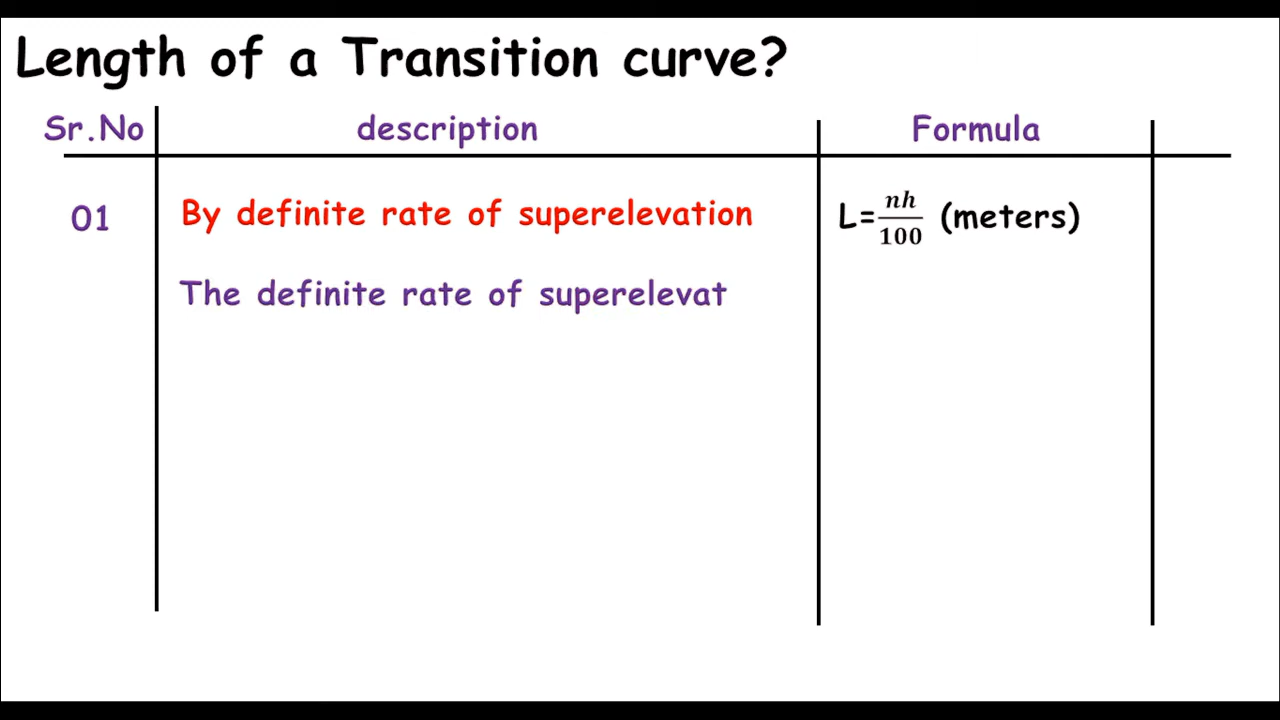 Length of a Transition curve?
Sr.No description Formula
01 By definite rate of superelevation L=nh/100 (meters)
The definite rate of superelevat